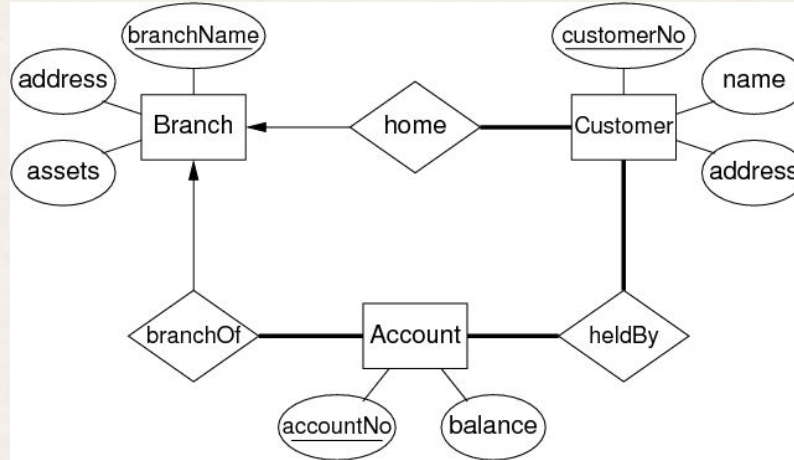 branchName
customerNo
address
name
Branch
home
Customer
assets
address
branchOf
Account
heldBy
accountNo
balance